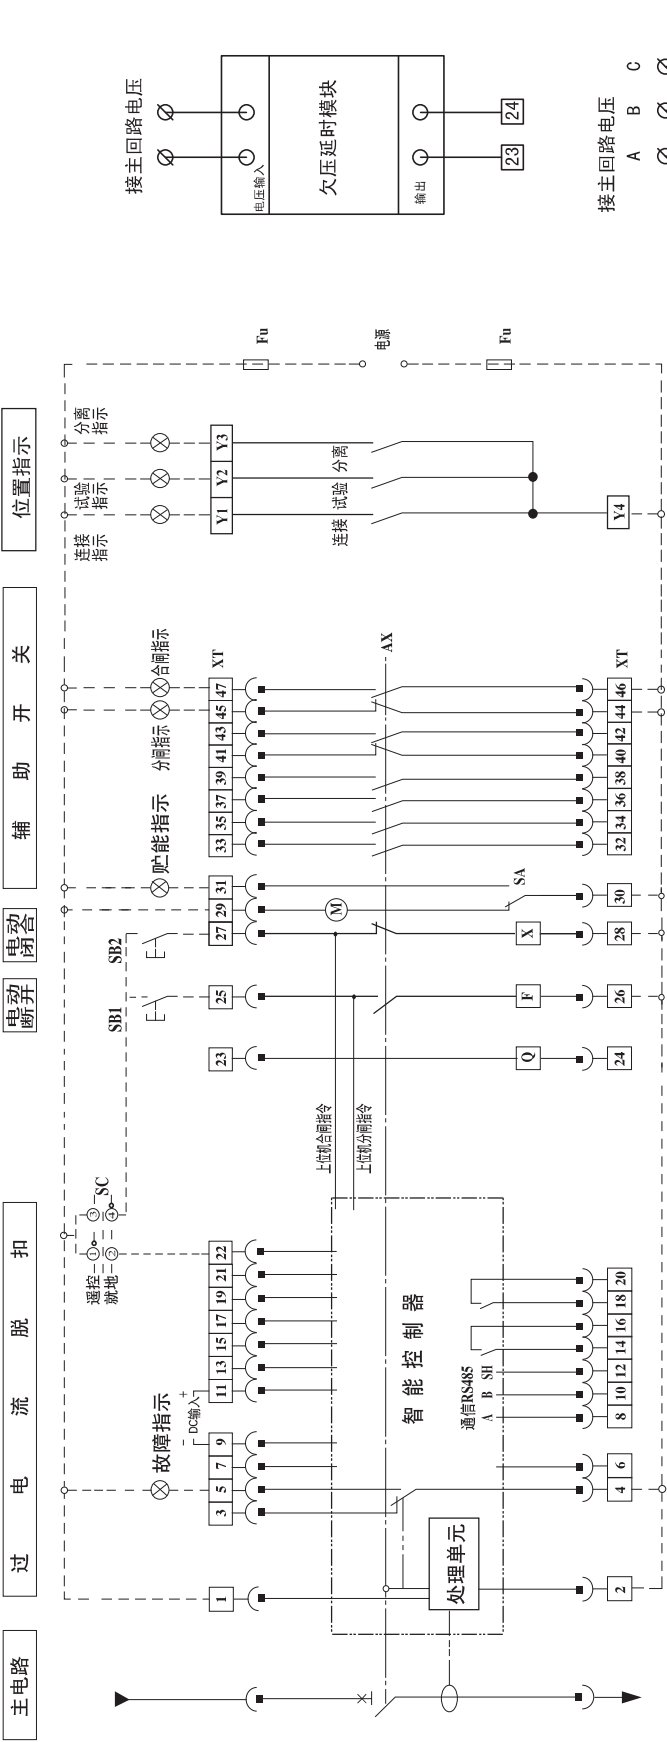 主电路
过 电 流 脱 扣
电动
断开
电动
闭合
辅 助 开 关
位置指示
遥控
就地
SC
1
3
2
4
SB1
SB2
连接
指示
试验
指示
分离
指示
故障指示
贮能指示
分闸指示
合闸指示
- DC输入 +
XT
1
3
5
7
9
11
13
15
17
19
21
22
23
25
27
29
31
33
35
37
39
41
43
45
47
Y1
Y2
Y3
上位机合闸指令
上位机分闸指令
M
SA
AX
连接
试验
分离
智能控制器
处理单元
通信RS485
A B SH
Q
F
X
2
4
6
8
10
12
14
16
18
20
24
26
28
30
32
34
36
38
40
42
44
46
XT
Y4
Fu
电源
Fu
接主回路电压
电压输入
欠压延时模块
输出
23
24
接主回路电压
A B C